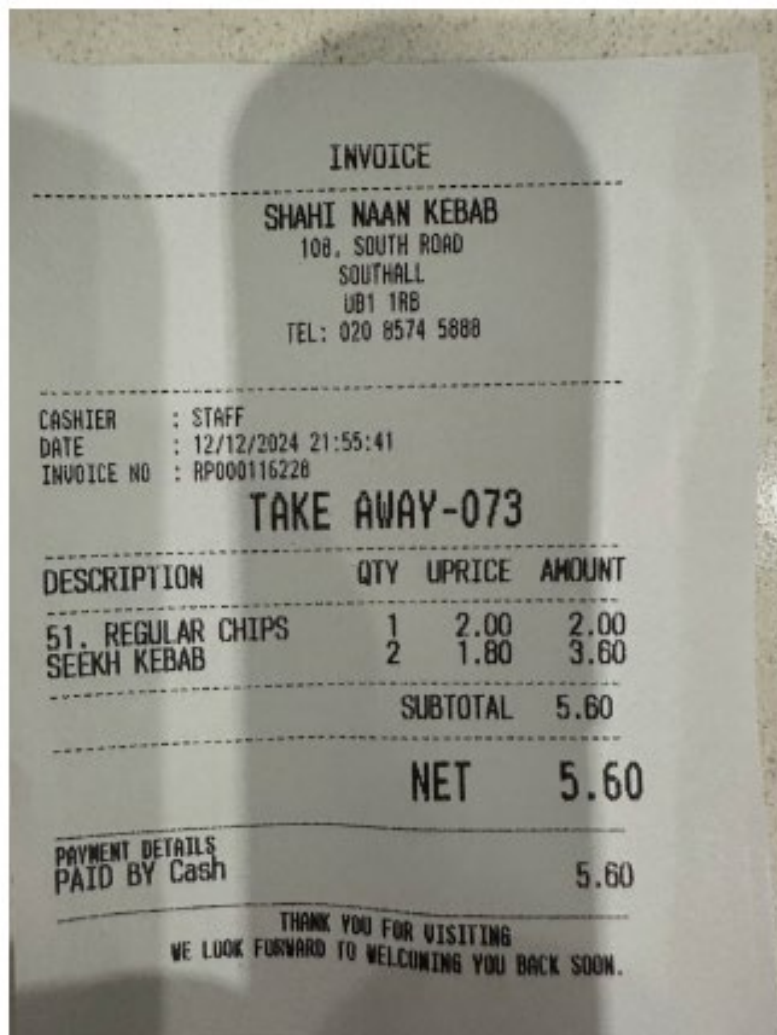 INVOICE
SHAHI NAAN KEBAB
108, SOUTH ROAD
SOUTHALL
UB1 1RB
TEL: 020 8574 5888
CASHIER : STAFF
DATE : 12/12/2024 21:55:41
INVOICE NO : RP000116228
TAKE AWAY-073
DESCRIPTION QTY UPRICE AMOUNT
51. REGULAR CHIPS 1 2.00 2.00
SEEKH KEBAB 2 1.80 3.60
SUBTOTAL 5.60
NET 5.60
PAYMENT DETAILS
PAID BY Cash 5.60
THANK YOU FOR VISITING
WE LOOK FORWARD TO WELCOMING YOU BACK SOON.